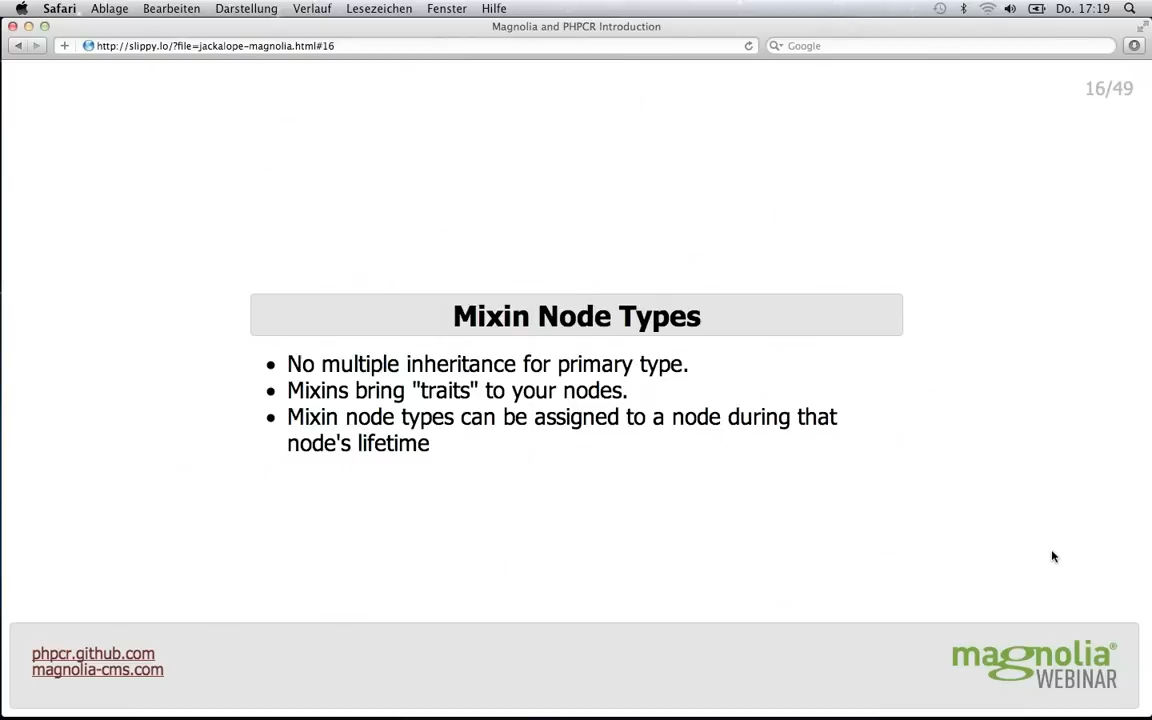 Safari Ablage Bearbeiten Darstellung Verlauf Lesezeichen Fenster Hilfe Do. 17:19
Magnolia and PHPCR Introduction
http://slippy.lo/?file=jackalope-magnolia.html#16 Google
16/49
Mixin Node Types
• No multiple inheritance for primary type.
• Mixins bring "traits" to your nodes.
• Mixin node types can be assigned to a node during that
node's lifetime
phpcr.github.com
magnolia-cms.com
magnolia®
WEBINAR